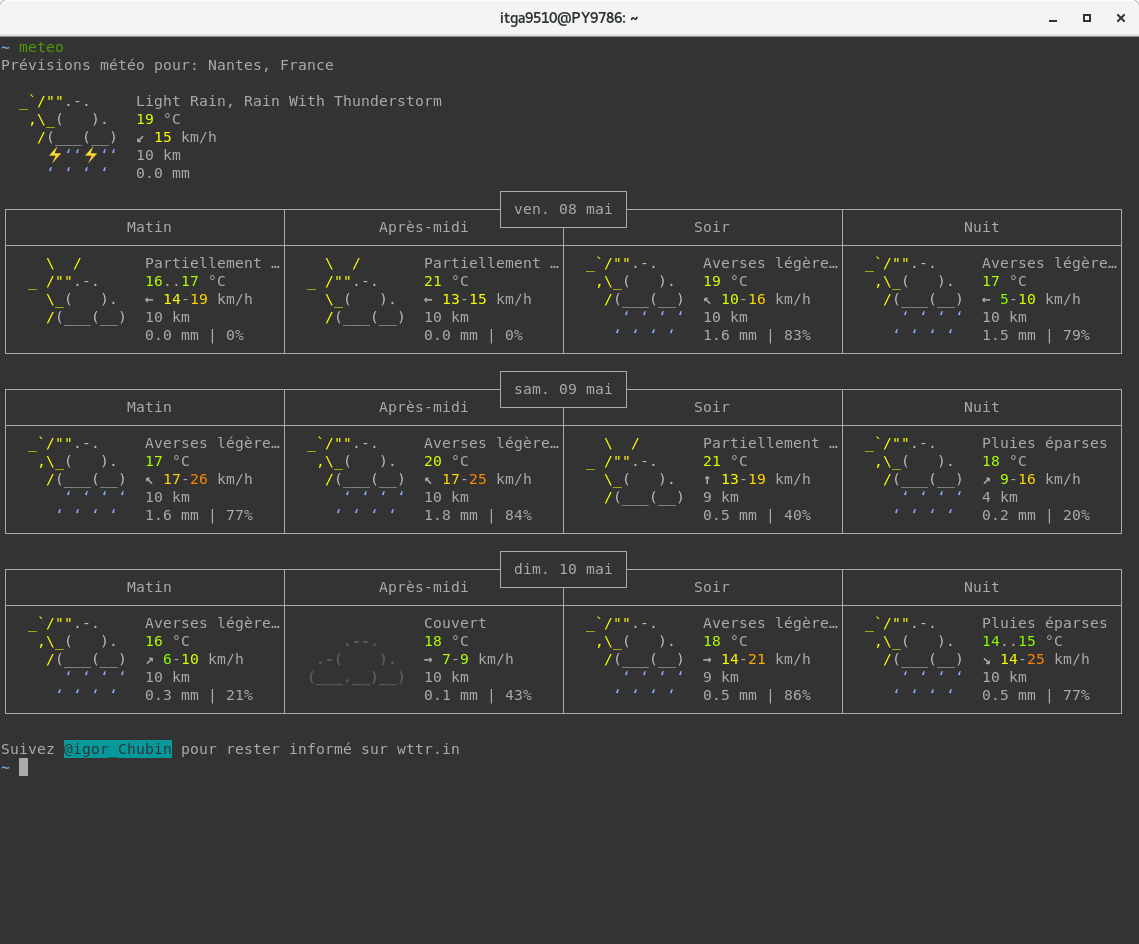 itga9510@PY9786: ~
~ meteo
Prévisions météo pour: Nantes, France
Light Rain, Rain With Thunderstorm
19 °C
↙ 15 km/h
10 km
0.0 mm
ven. 08 mai
Matin Après-midi Soir Nuit
Partiellement … Partiellement … Averses légère… Averses légère…
16..17 °C 21 °C 19 °C 17 °C
← 14-19 km/h ← 13-15 km/h ↖ 10-16 km/h ← 5-10 km/h
10 km 10 km 10 km 10 km
0.0 mm | 0% 0.0 mm | 0% 1.6 mm | 83% 1.5 mm | 79%
sam. 09 mai
Matin Après-midi Soir Nuit
Averses légère… Averses légère… Partiellement … Pluies éparses
17 °C 20 °C 21 °C 18 °C
↖ 17-26 km/h ↖ 17-25 km/h ↑ 13-19 km/h ↗ 9-16 km/h
10 km 10 km 9 km 4 km
1.6 mm | 77% 1.8 mm | 84% 0.5 mm | 40% 0.2 mm | 20%
dim. 10 mai
Matin Après-midi Soir Nuit
Averses légère… Couvert Averses légère… Pluies éparses
16 °C 18 °C 18 °C 14..15 °C
↗ 6-10 km/h → 7-9 km/h → 14-21 km/h ↘ 14-25 km/h
10 km 10 km 9 km 10 km
0.3 mm | 21% 0.1 mm | 43% 0.5 mm | 86% 0.5 mm | 77%
Suivez @igor_Chubin pour rester informé sur wttr.in
~